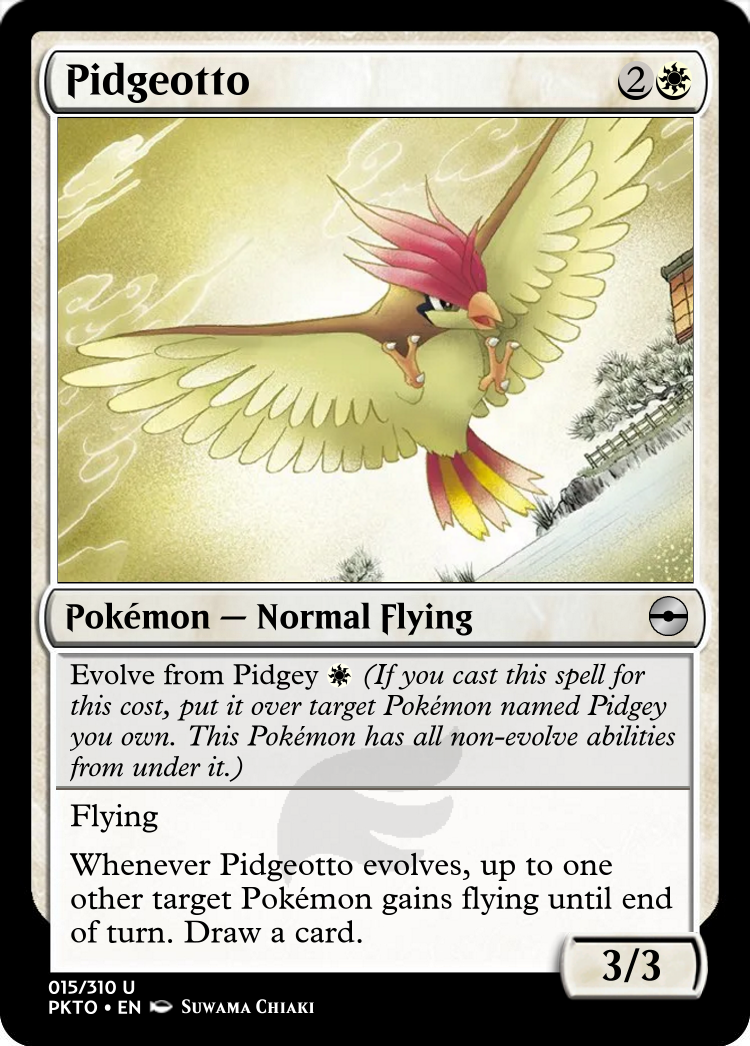 Pidgeotto 2
Pokémon — Normal Flying
Evolve from Pidgey (If you cast this spell for
this cost, put it over target Pokémon named Pidgey
you own. This Pokémon has all non-evolve abilities
from under it.)
Flying
Whenever Pidgeotto evolves, up to one
other target Pokémon gains flying until end
of turn. Draw a card.
3/3
015/310 U
PKTO • EN SUWAMA CHIAKI